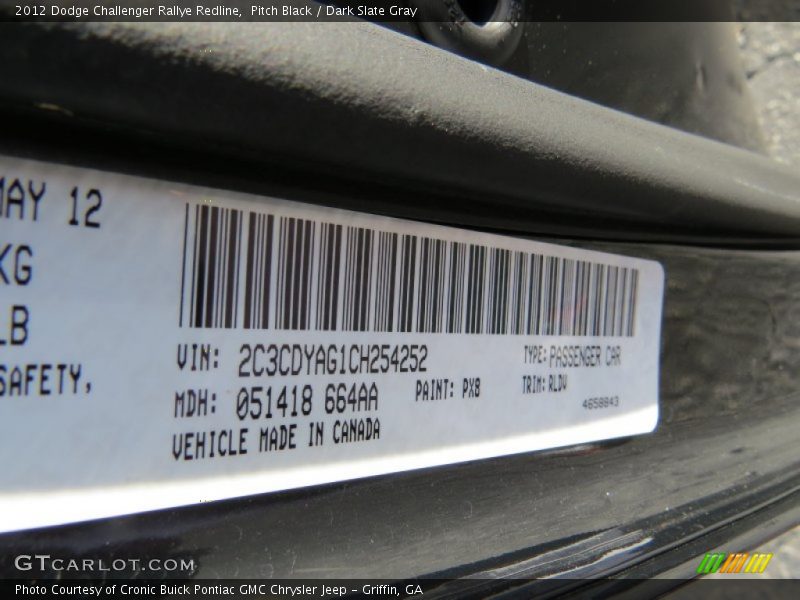 2012 Dodge Challenger Rallye Redline, Pitch Black / Dark Slate Gray
MAY 12
KG
LB
SAFETY,
VIN: 2C3CDYAG1CH254252
TYPE: PASSENGER CAR
MDH: 051418 664AA
PAINT: PX8
TRIM: RLDV
4658843
VEHICLE MADE IN CANADA
GTCARLOT.COM
Photo Courtesy of Cronic Buick Pontiac GMC Chrysler Jeep - Griffin, GA